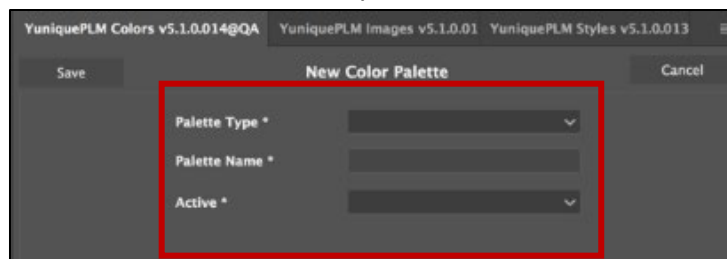 YuniquePLM Colors v5.1.0.014@QA YuniquePLM Images v5.1.0.01 YuniquePLM Styles v5.1.0.013
Save New Color Palette Cancel
Palette Type *
Palette Name *
Active *